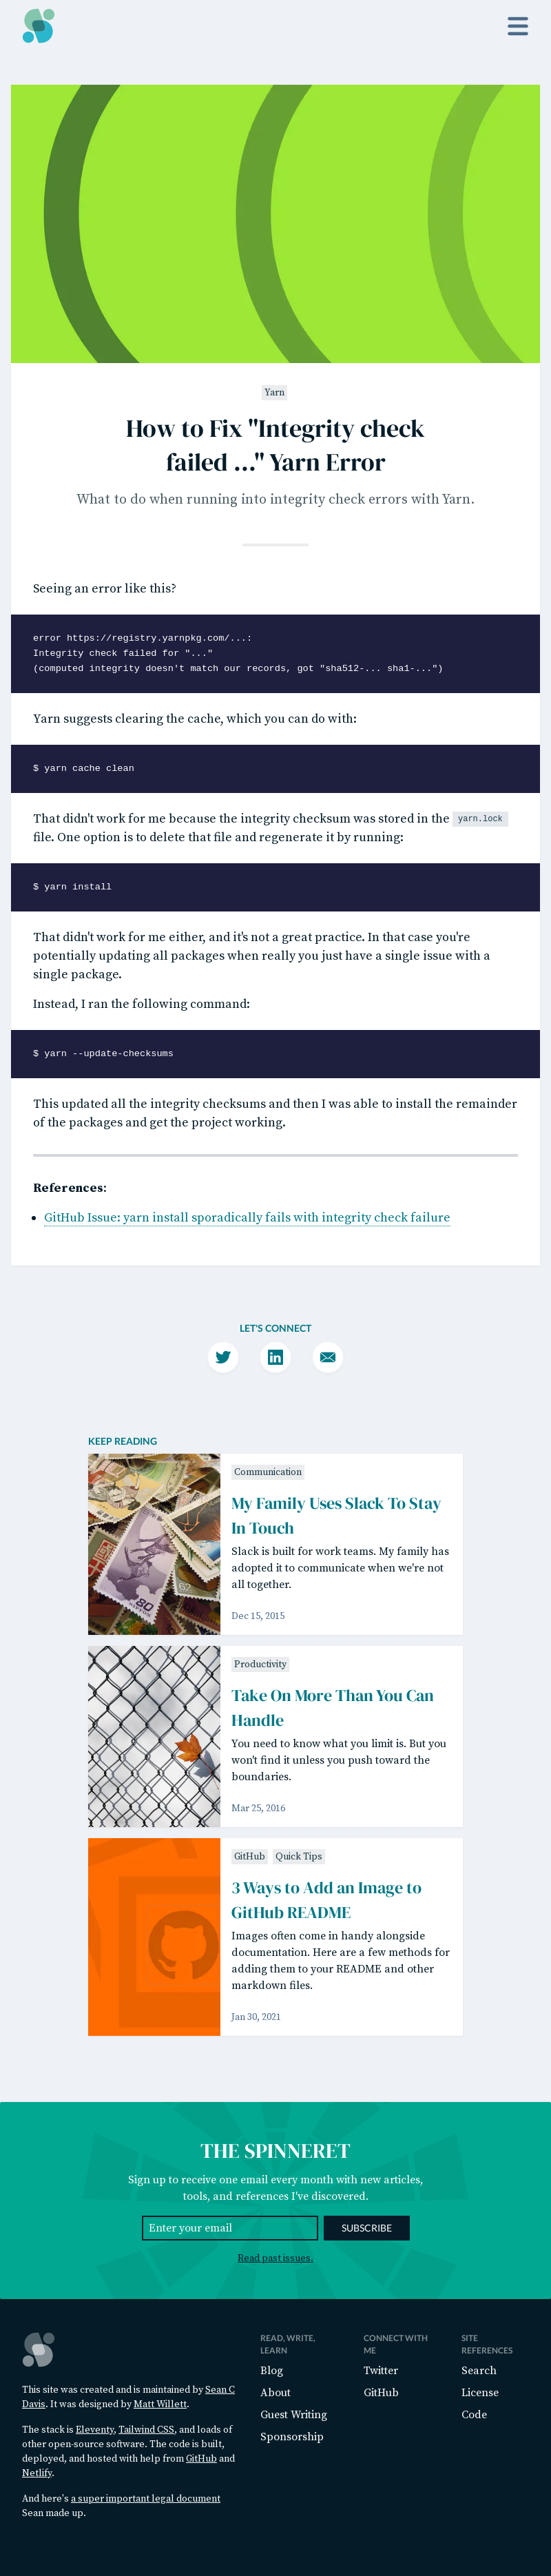 Yarn
How to Fix "Integrity check
failed ..." Yarn Error
What to do when running into integrity check errors with Yarn.
Seeing an error like this?
error https://registry.yarnpkg.com/...:
Integrity check failed for "..."
(computed integrity doesn't match our records, got "sha512-... sha1-...")
Yarn suggests clearing the cache, which you can do with:
$ yarn cache clean
That didn't work for me because the integrity checksum was stored in the yarn.lock
file. One option is to delete that file and regenerate it by running:
$ yarn install
That didn't work for me either, and it's not a great practice. In that case you're
potentially updating all packages when really you just have a single issue with a
single package.
Instead, I ran the following command:
$ yarn --update-checksums
This updated all the integrity checksums and then I was able to install the remainder
of the packages and get the project working.
References:
GitHub Issue: yarn install sporadically fails with integrity check failure
LET'S CONNECT
KEEP READING
Communication
My Family Uses Slack To Stay
In Touch
Slack is built for work teams. My family has
adopted it to communicate when we're not
all together.
Dec 15, 2015
Productivity
Take On More Than You Can
Handle
You need to know what you limit is. But you
won't find it unless you push toward the
boundaries.
Mar 25, 2016
GitHub Quick Tips
3 Ways to Add an Image to
GitHub README
Images often come in handy alongside
documentation. Here are a few methods for
adding them to your README and other
markdown files.
Jan 30, 2021
THE SPINNERET
Sign up to receive one email every month with new articles,
tools, and references I've discovered.
Enter your email SUBSCRIBE
Read past issues.
This site was created and is maintained by Sean C
Davis. It was designed by Matt Willett.
The stack is Eleventy, Tailwind CSS, and loads of
other open-source software. The code is built,
deployed, and hosted with help from GitHub and
Netlify.
And here's a super important legal document
Sean made up.
READ, WRITE,
LEARN
Blog
About
Guest Writing
Sponsorship
CONNECT WITH
ME
Twitter
GitHub
SITE
REFERENCES
Search
License
Code